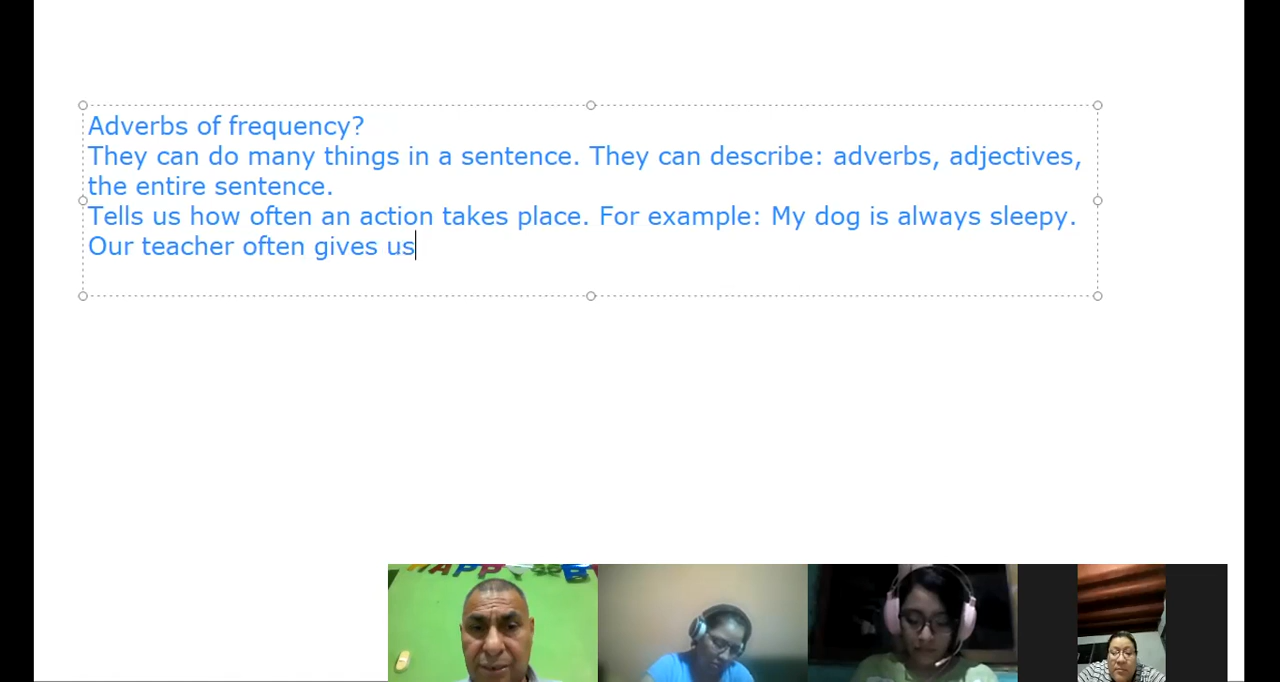 Adverbs of frequency?
They can do many things in a sentence. They can describe: adverbs, adjectives,
the entire sentence.
Tells us how often an action takes place. For example: My dog is always sleepy.
Our teacher often gives us